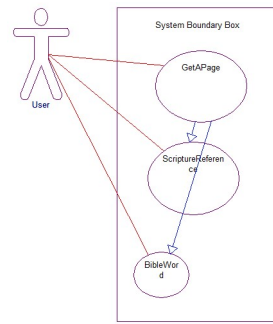 System Boundary Box
GetAPage
User
ScriptureReferen
ce
BibleWor
d